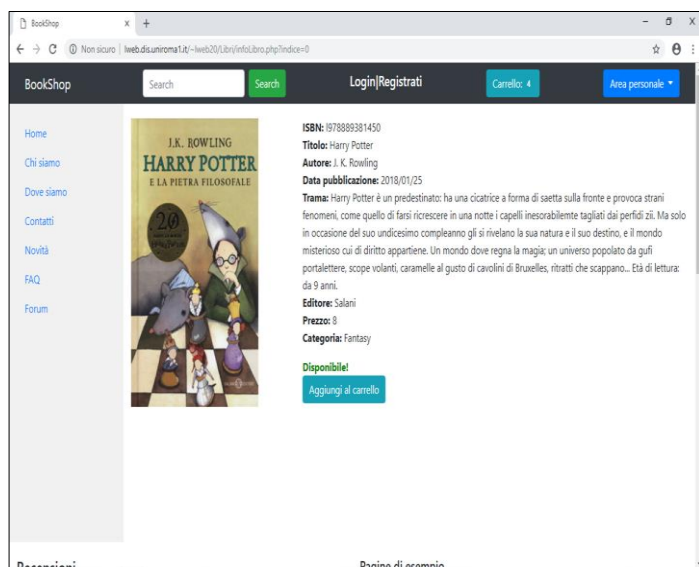 BookShop
Non sicuro | lweb.dis.uniroma1.it/~lweb20/Libri/infoLibro.php?indice=0
BookShop
Search
Search
Login|Registrati
Carrello: 4
Area personale
Home
Chi siamo
Dove siamo
Contatti
Novità
FAQ
Forum
J.K. ROWLING
HARRY POTTER
E LA PIETRA FILOSOFALE
20
ISBN: I978889381450
Titolo: Harry Potter
Autore: J. K. Rowling
Data pubblicazione: 2018/01/25
Trama: Harry Potter è un predestinato: ha una cicatrice a forma di saetta sulla fronte e provoca strani
fenomeni, come quello di farsi ricrescere in una notte i capelli inesorabilemte tagliati dai perfidi zii. Ma solo
in occasione del suo undicesimo compleanno gli si rivelano la sua natura e il suo destino, e il mondo
misterioso cui di diritto appartiene. Un mondo dove regna la magia; un universo popolato da gufi
portalettere, scope volanti, caramelle al gusto di cavolini di Bruxelles, ritratti che scappano... Età di lettura:
da 9 anni.
Editore: Salani
Prezzo: 8
Categoria: Fantasy
Disponibile!
Aggiungi al carrello
Recensioni
Pagine di esempio